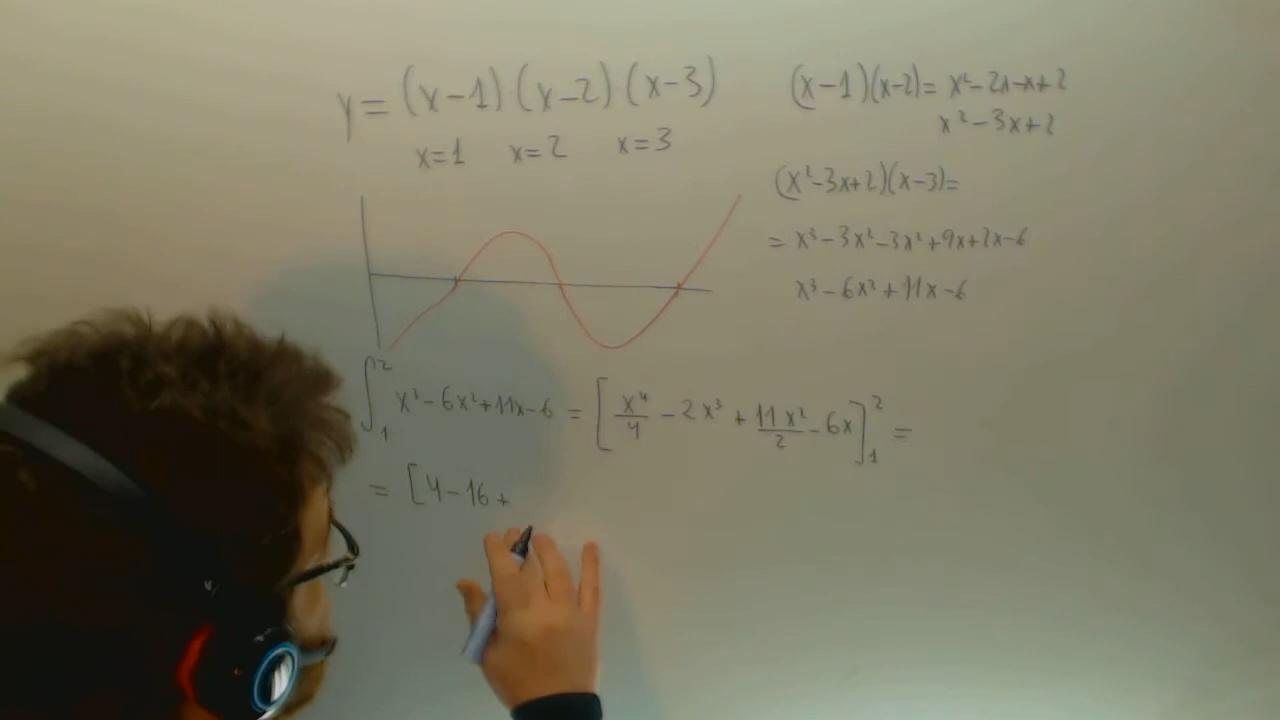 y = (x-1) (x-2) (x-3)
x=1 x=2 x=3
(x-1)(x-2)= x²-2x-x+2
x²-3x+2
(x²-3x+2)(x-3)=
= x³-3x²-3x²+9x+2x-6
x³-6x²+11x-6
∫₁² x³-6x²+11x-6 = [x⁴/4 - 2x³ + 11x²/2 - 6x]₁² =
= [4-16+